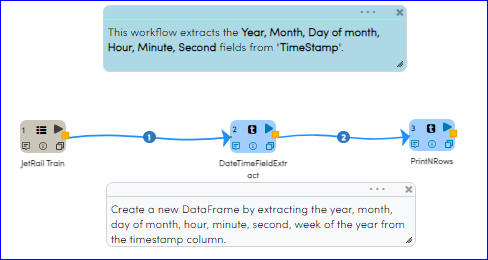 This workflow extracts the Year, Month, Day of month,
Hour, Minute, Second fields from "TimeStamp".
1
2
3
1
2
JetRail Train
DateTimeFieldExtr
act
PrintNRows
Create a new DataFrame by extracting the year, month,
day of month, hour, minute, second, week of the year from
the timestamp column.